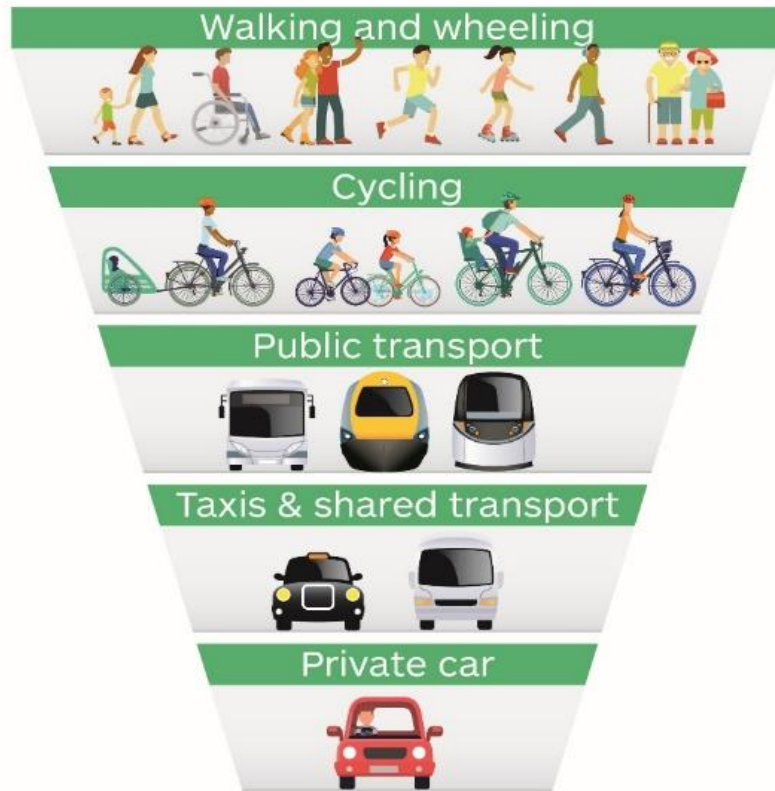 Walking and wheeling
Cycling
Public transport
Taxis & shared transport
Private car